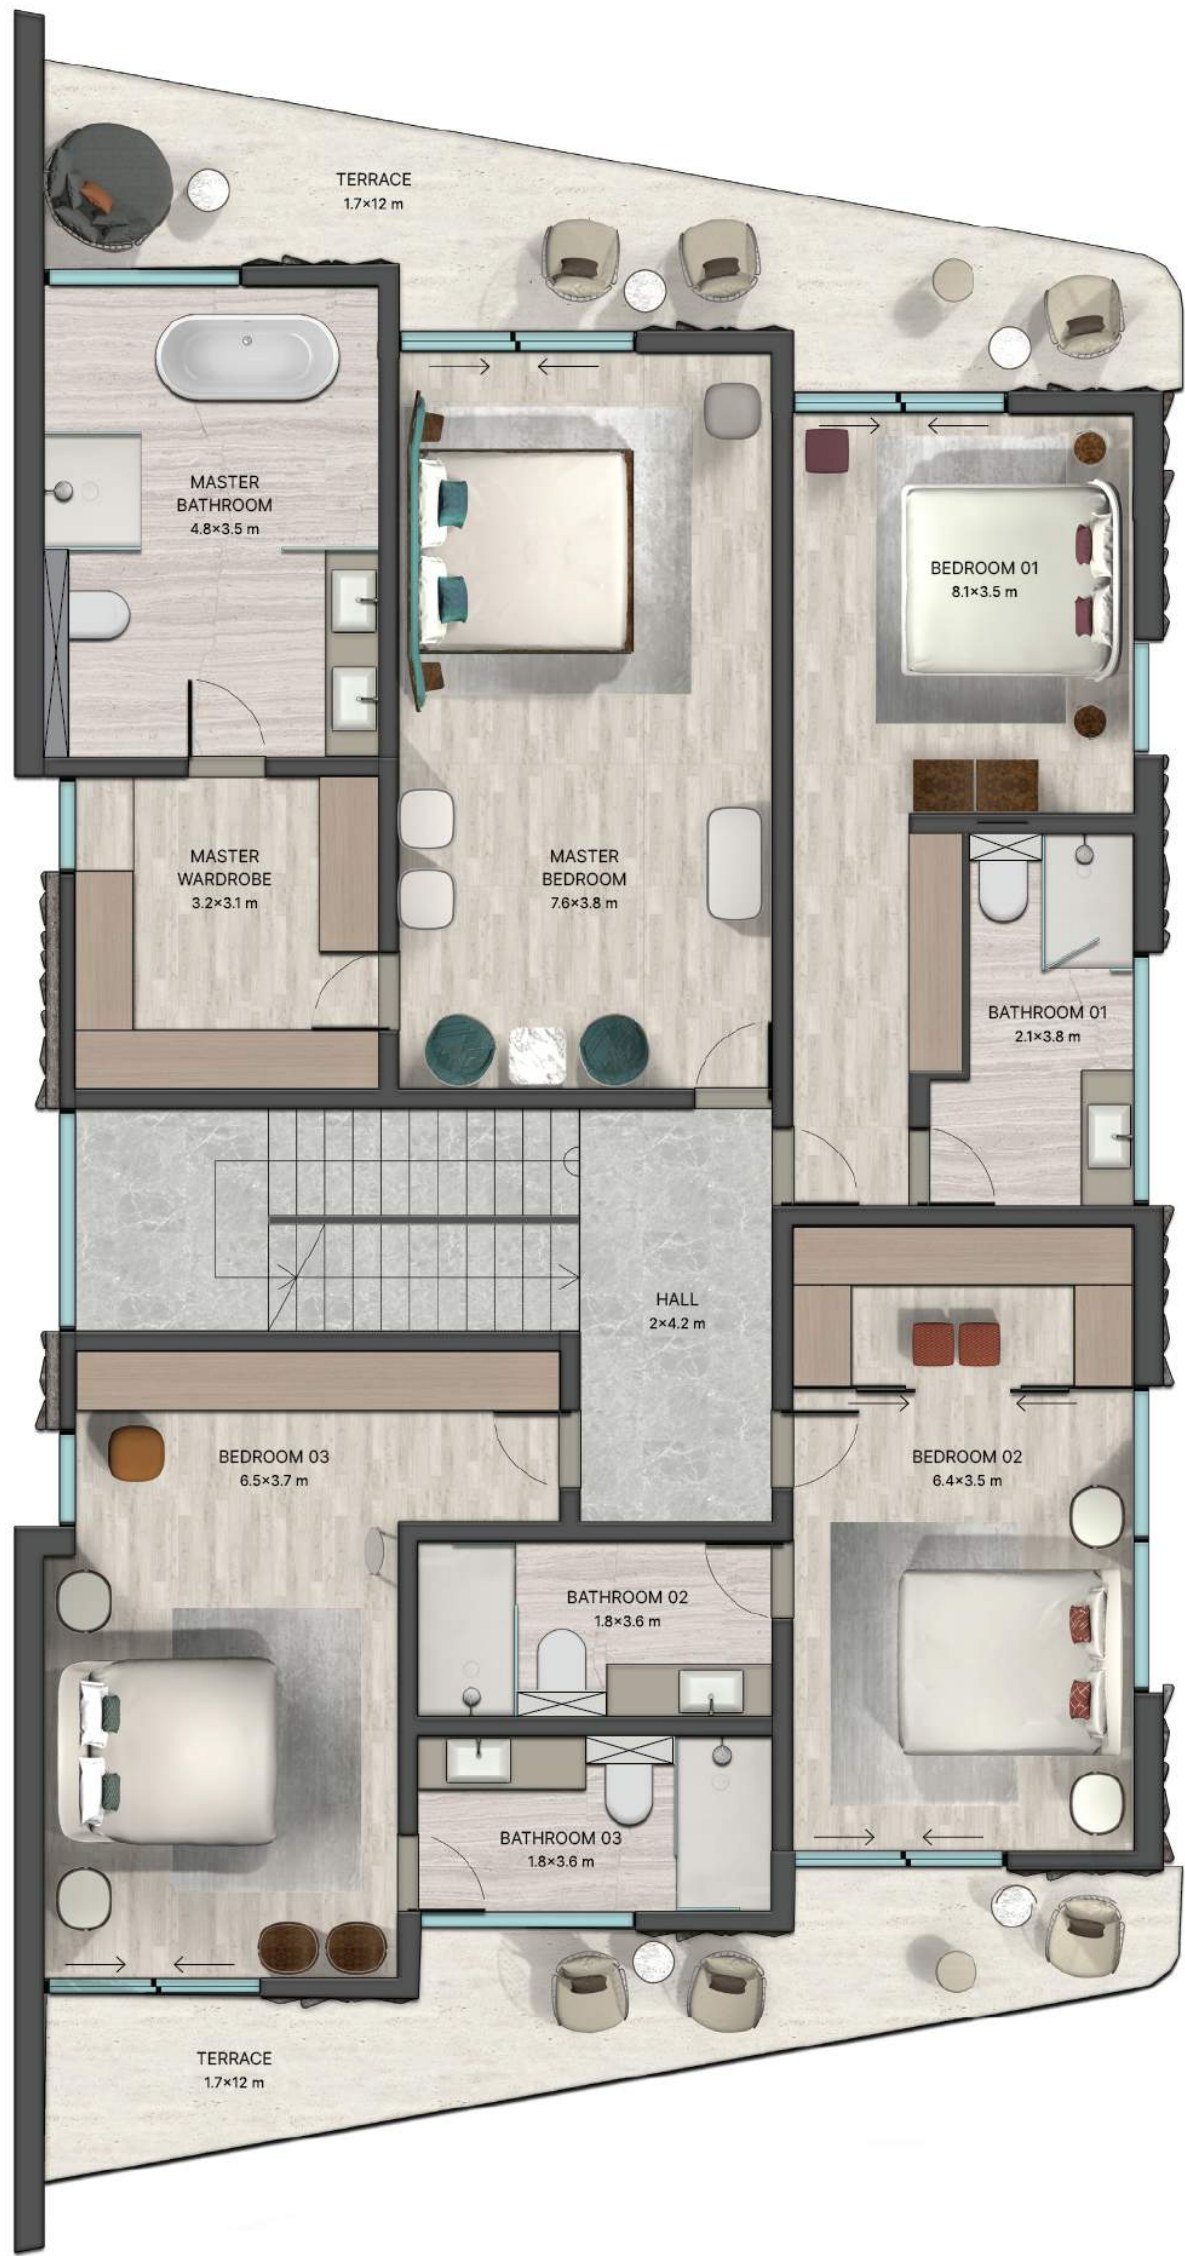 TERRACE
1.7×12 m
MASTER
BATHROOM
4.8×3.5 m
BEDROOM 01
8.1×3.5 m
MASTER
WARDROBE
3.2×3.1 m
MASTER
BEDROOM
7.6×3.8 m
BATHROOM 01
2.1×3.8 m
HALL
2×4.2 m
BEDROOM 03
6.5×3.7 m
BEDROOM 02
6.4×3.5 m
BATHROOM 02
1.8×3.6 m
BATHROOM 03
1.8×3.6 m
TERRACE
1.7×12 m